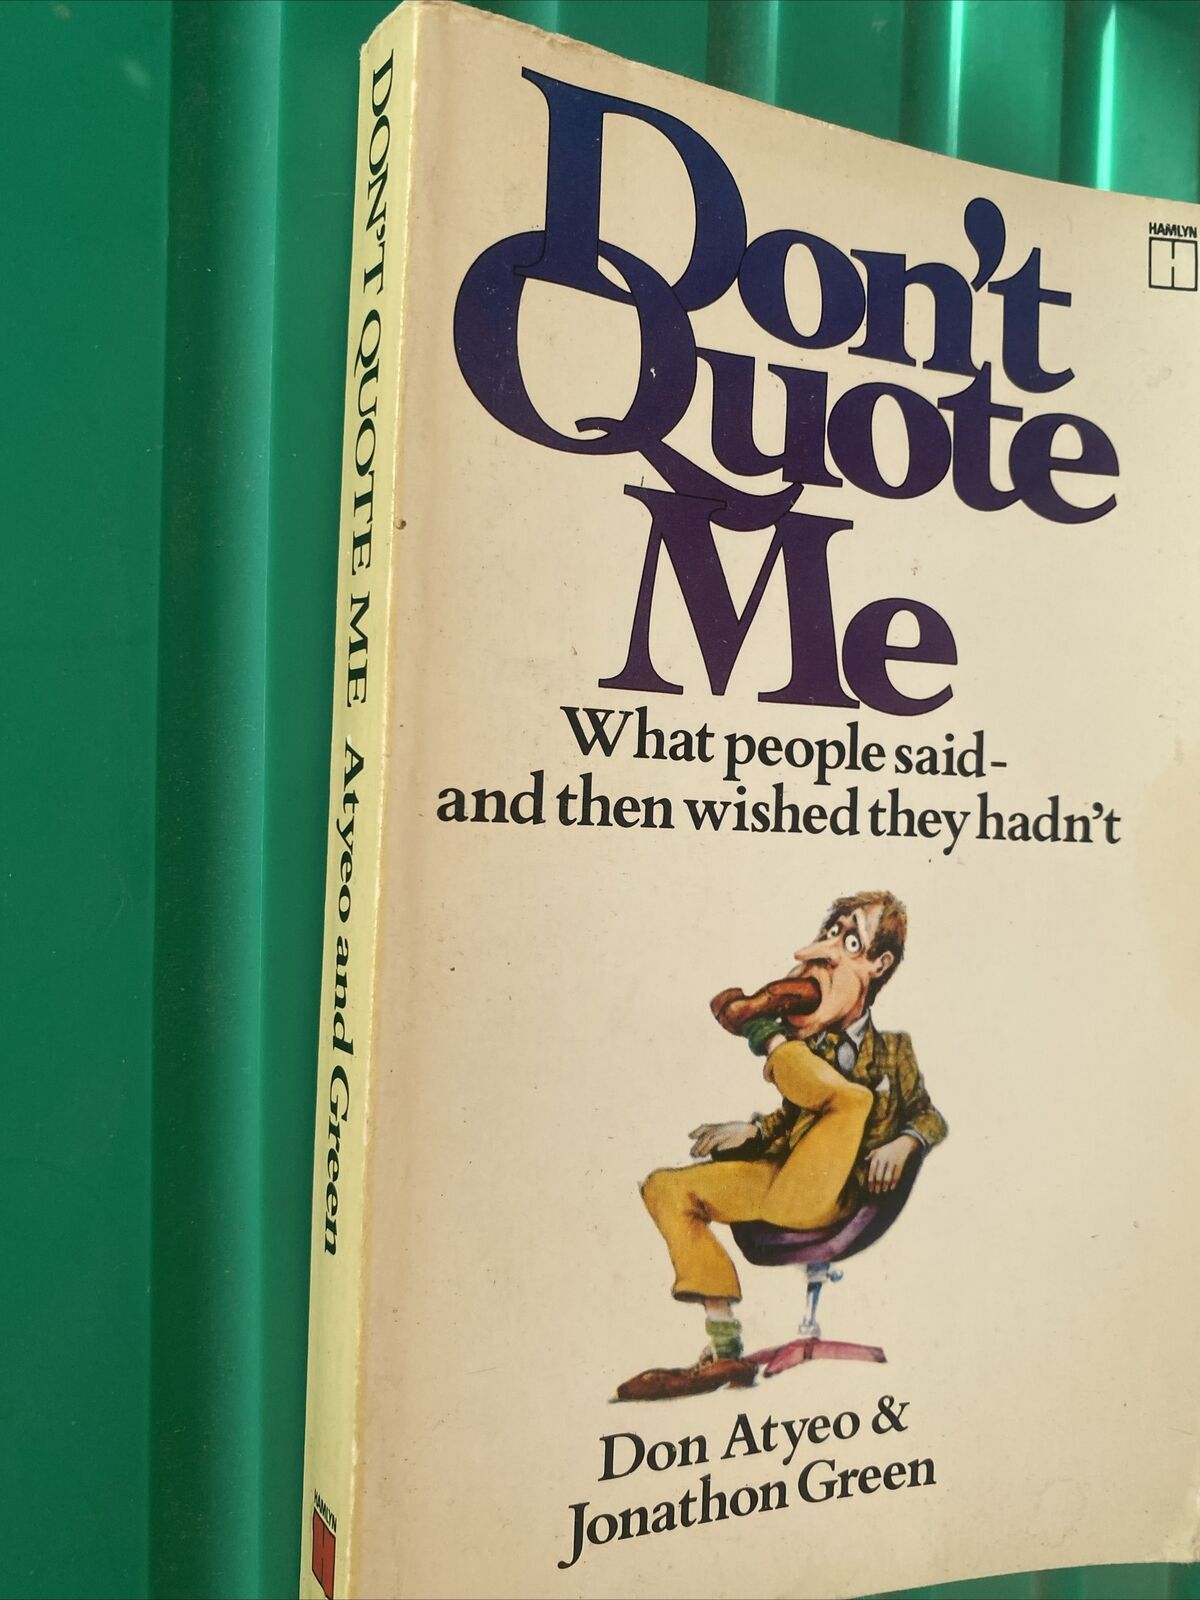 DON'T QUOTE ME Atyeo and Green
HAMLYN
H
HAMLYN
H
Don't
Quote
Me
What people said-
and then wished they hadn't
Don Atyeo &
Jonathon Green